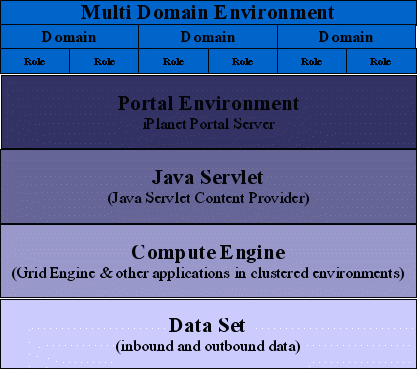 Multi Domain Environment
Domain Domain Domain
Role Role Role Role Role Role
Portal Environment
iPlanet Portal Server
Java Servlet
(Java Servlet Content Provider)
Compute Engine
(Grid Engine & other applications in clustered environments)
Data Set
(inbound and outbound data)